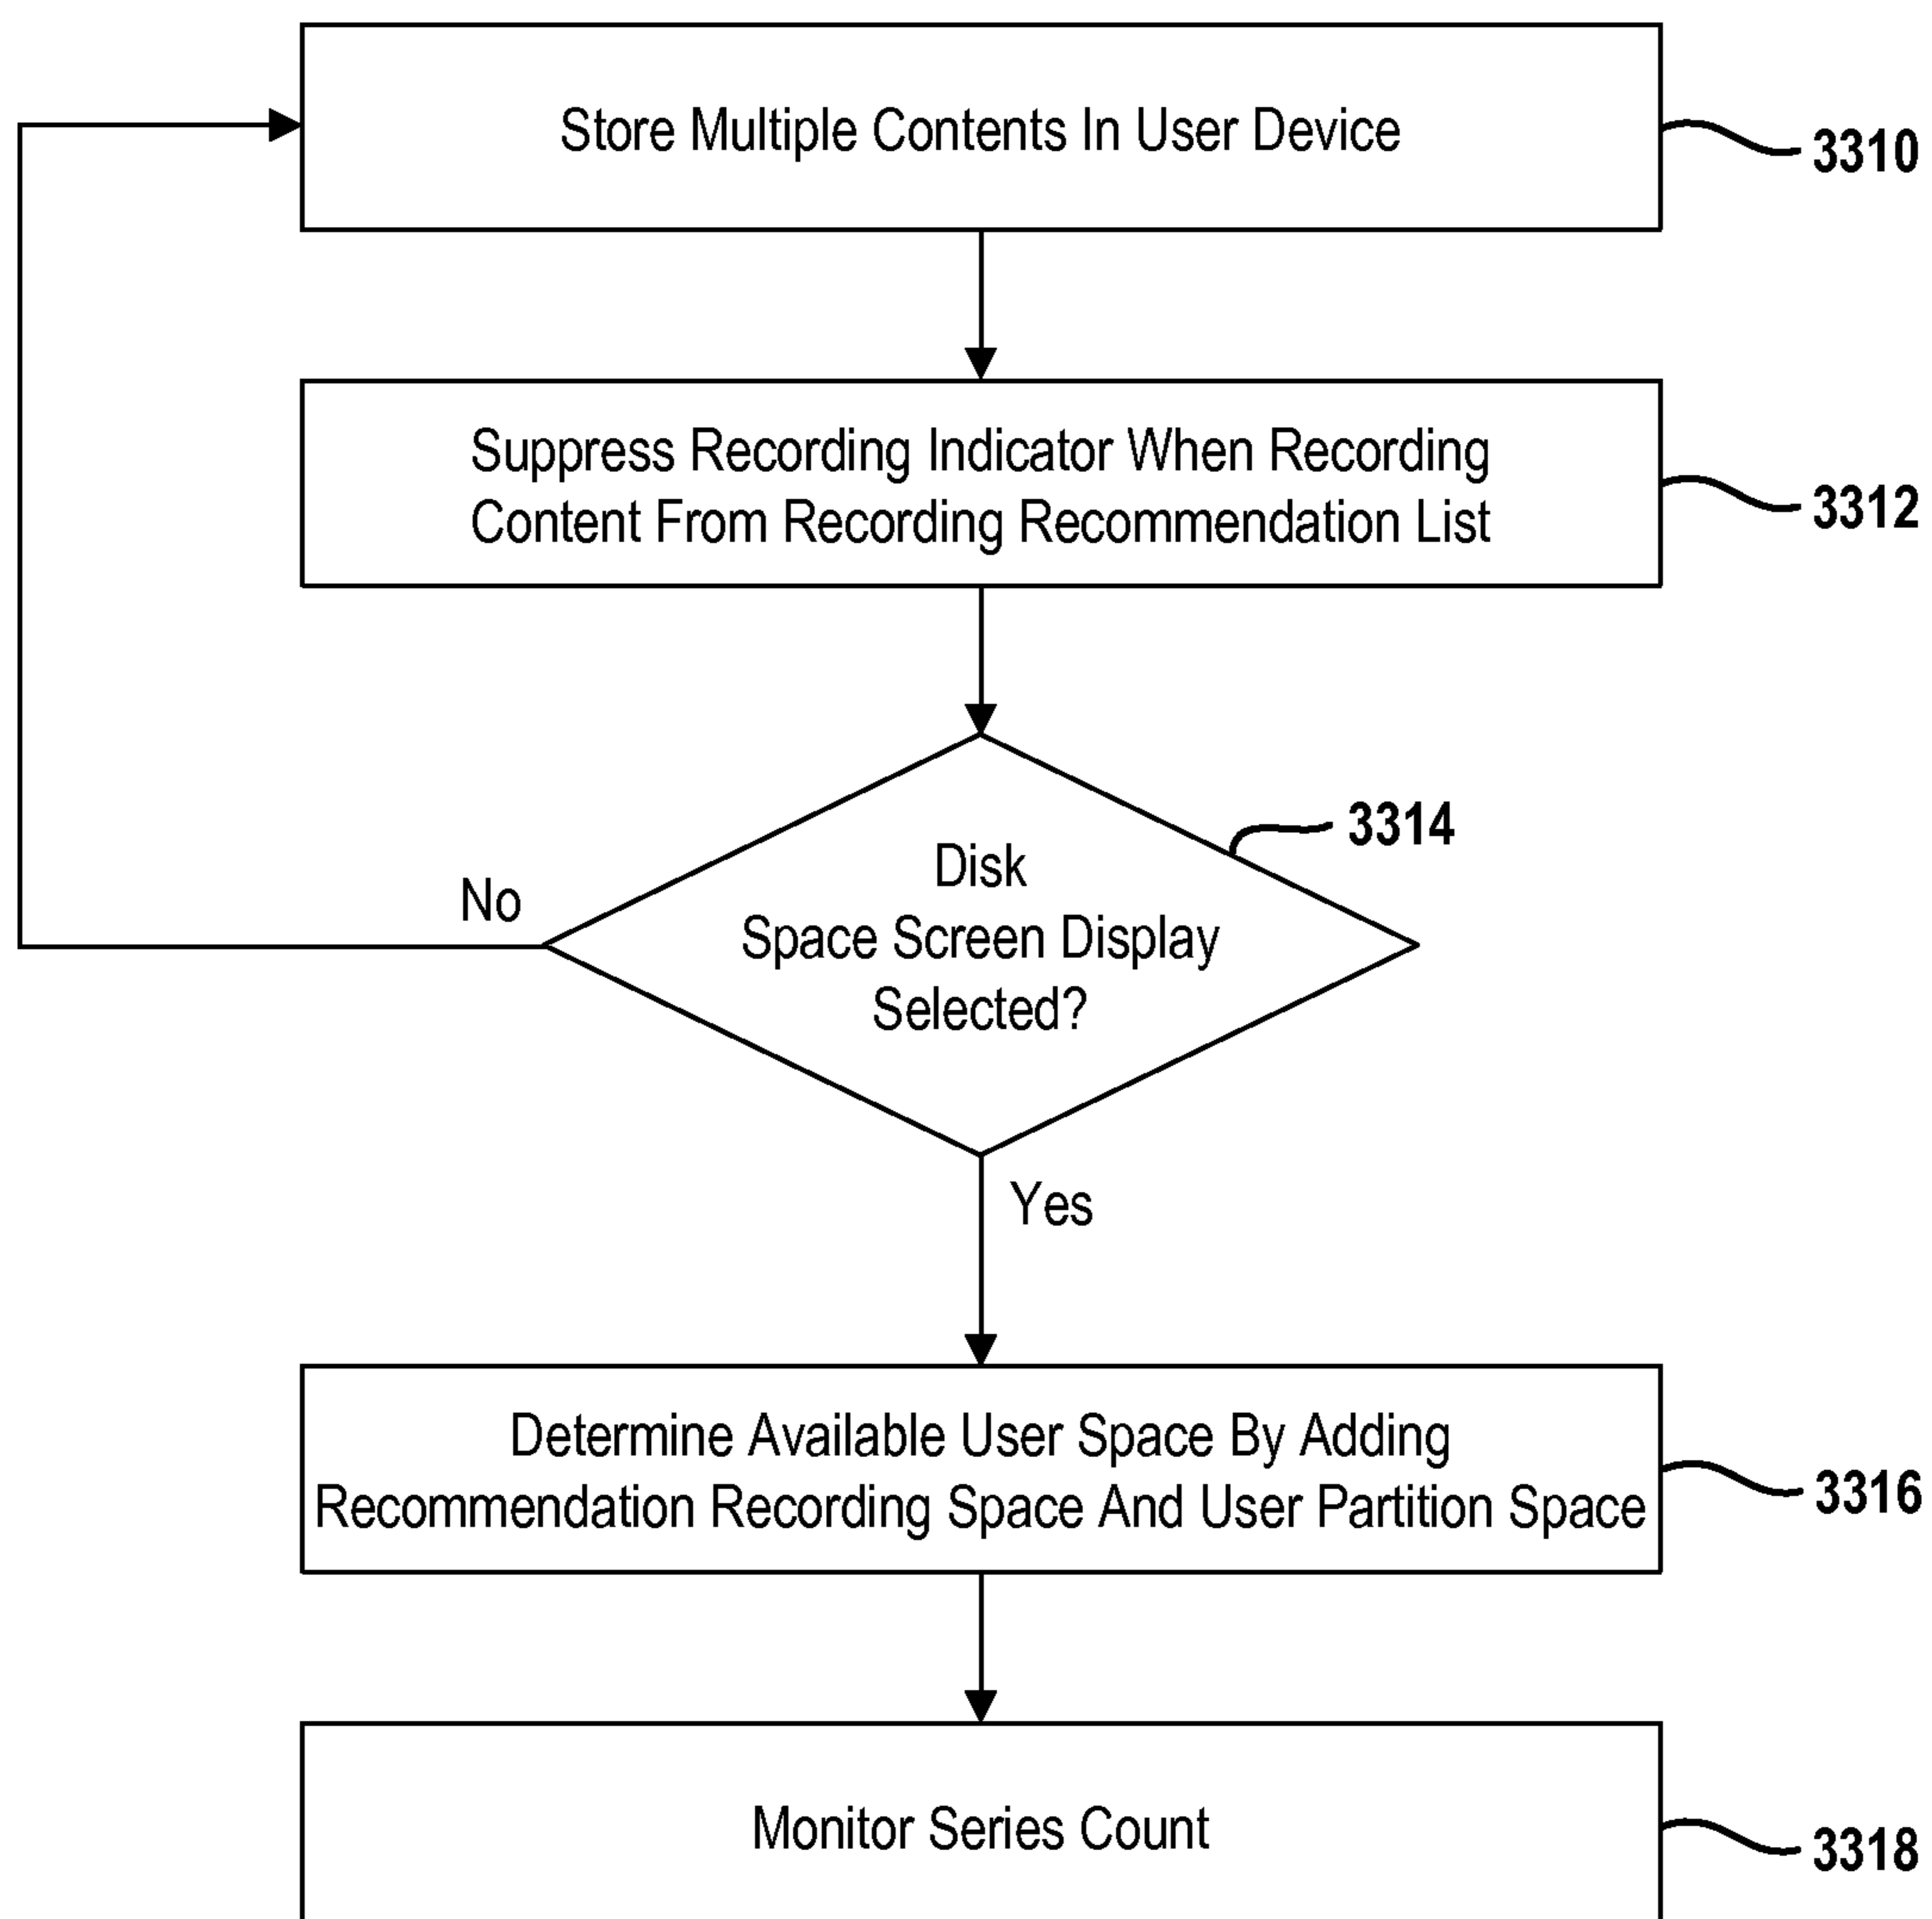 Store Multiple Contents In User Device
3310
Suppress Recording Indicator When Recording
Content From Recording Recommendation List
3312
3314
Disk
Space Screen Display
Selected?
No
Yes
Determine Available User Space By Adding
Recommendation Recording Space And User Partition Space
3316
Monitor Series Count
3318